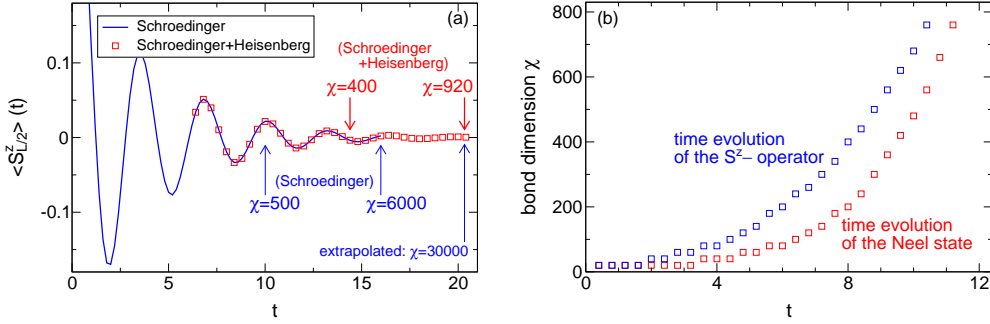 (a)
Schroedinger
Schroedinger+Heisenberg
(Schroedinger
+Heisenberg)
χ=400
χ=920
(Schroedinger)
χ=500
χ=6000
extrapolated: χ=30000
<S^z_{L/2}> (t)
0.1
0
-0.1
0
5
10
15
20
t
(b)
bond dimension χ
800
600
400
200
0
time evolution
of the S^z– operator
time evolution
of the Neel state
0
4
8
12
t